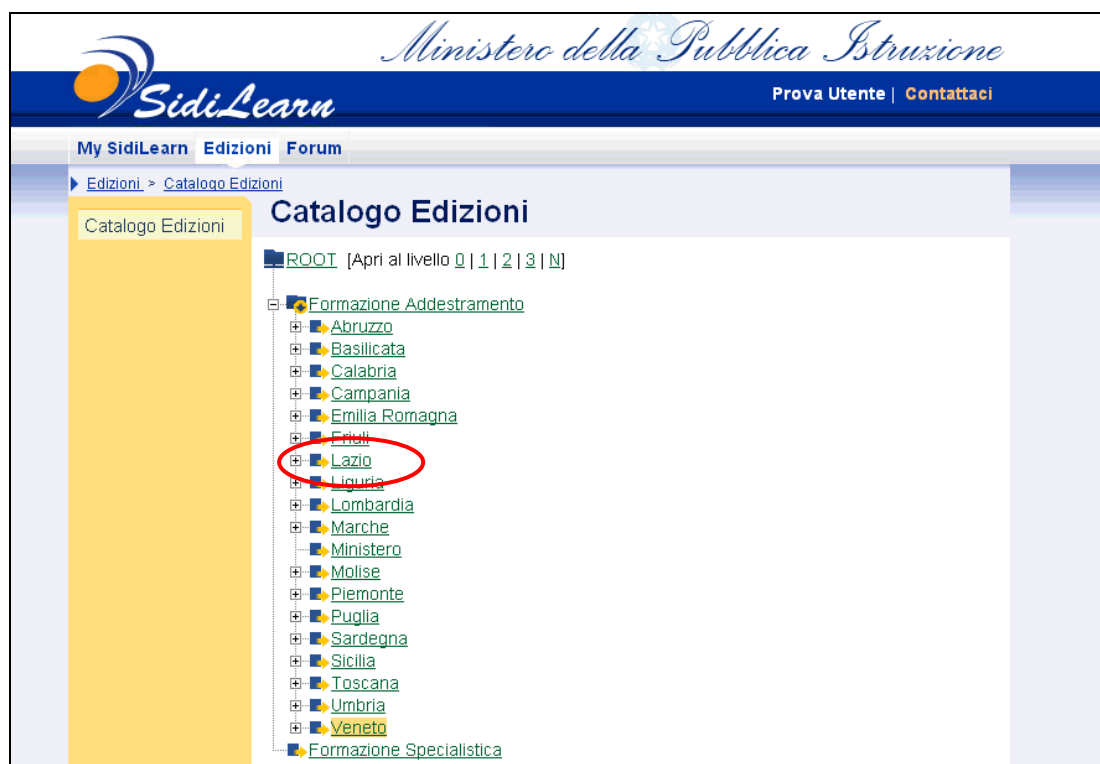 Ministero della Pubblica Istruzione
SidiLearn
Prova Utente | Contattaci
My SidiLearn Edizioni Forum
Edizioni > Catalogo Edizioni
Catalogo Edizioni
Catalogo Edizioni
ROOT [Apri al livello 0 | 1 | 2 | 3 | N]
Formazione Addestramento
Abruzzo
Basilicata
Calabria
Campania
Emilia Romagna
Friuli
Lazio
Liguria
Lombardia
Marche
Ministero
Molise
Piemonte
Puglia
Sardegna
Sicilia
Toscana
Umbria
Veneto
Formazione Specialistica